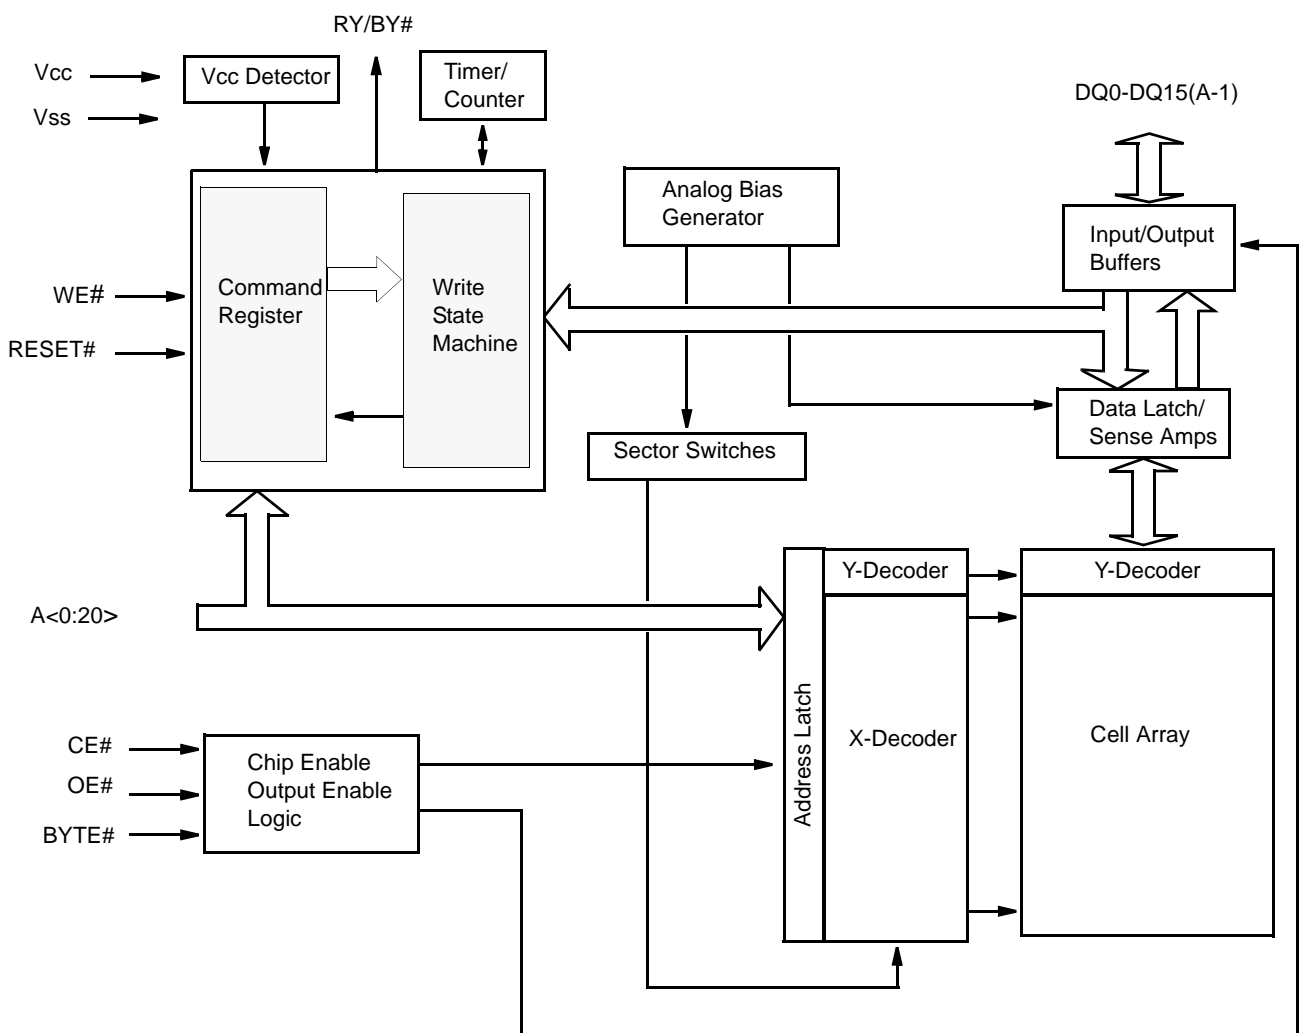 RY/BY#
Vcc
Vss
Vcc Detector
Timer/
Counter
DQ0-DQ15(A-1)
Analog Bias
Generator
Input/Output
Buffers
WE#
RESET#
Command
Register
Write
State
Machine
Data Latch/
Sense Amps
Sector Switches
A<0:20>
Y-Decoder
Y-Decoder
Address Latch
X-Decoder
Cell Array
CE#
OE#
BYTE#
Chip Enable
Output Enable
Logic